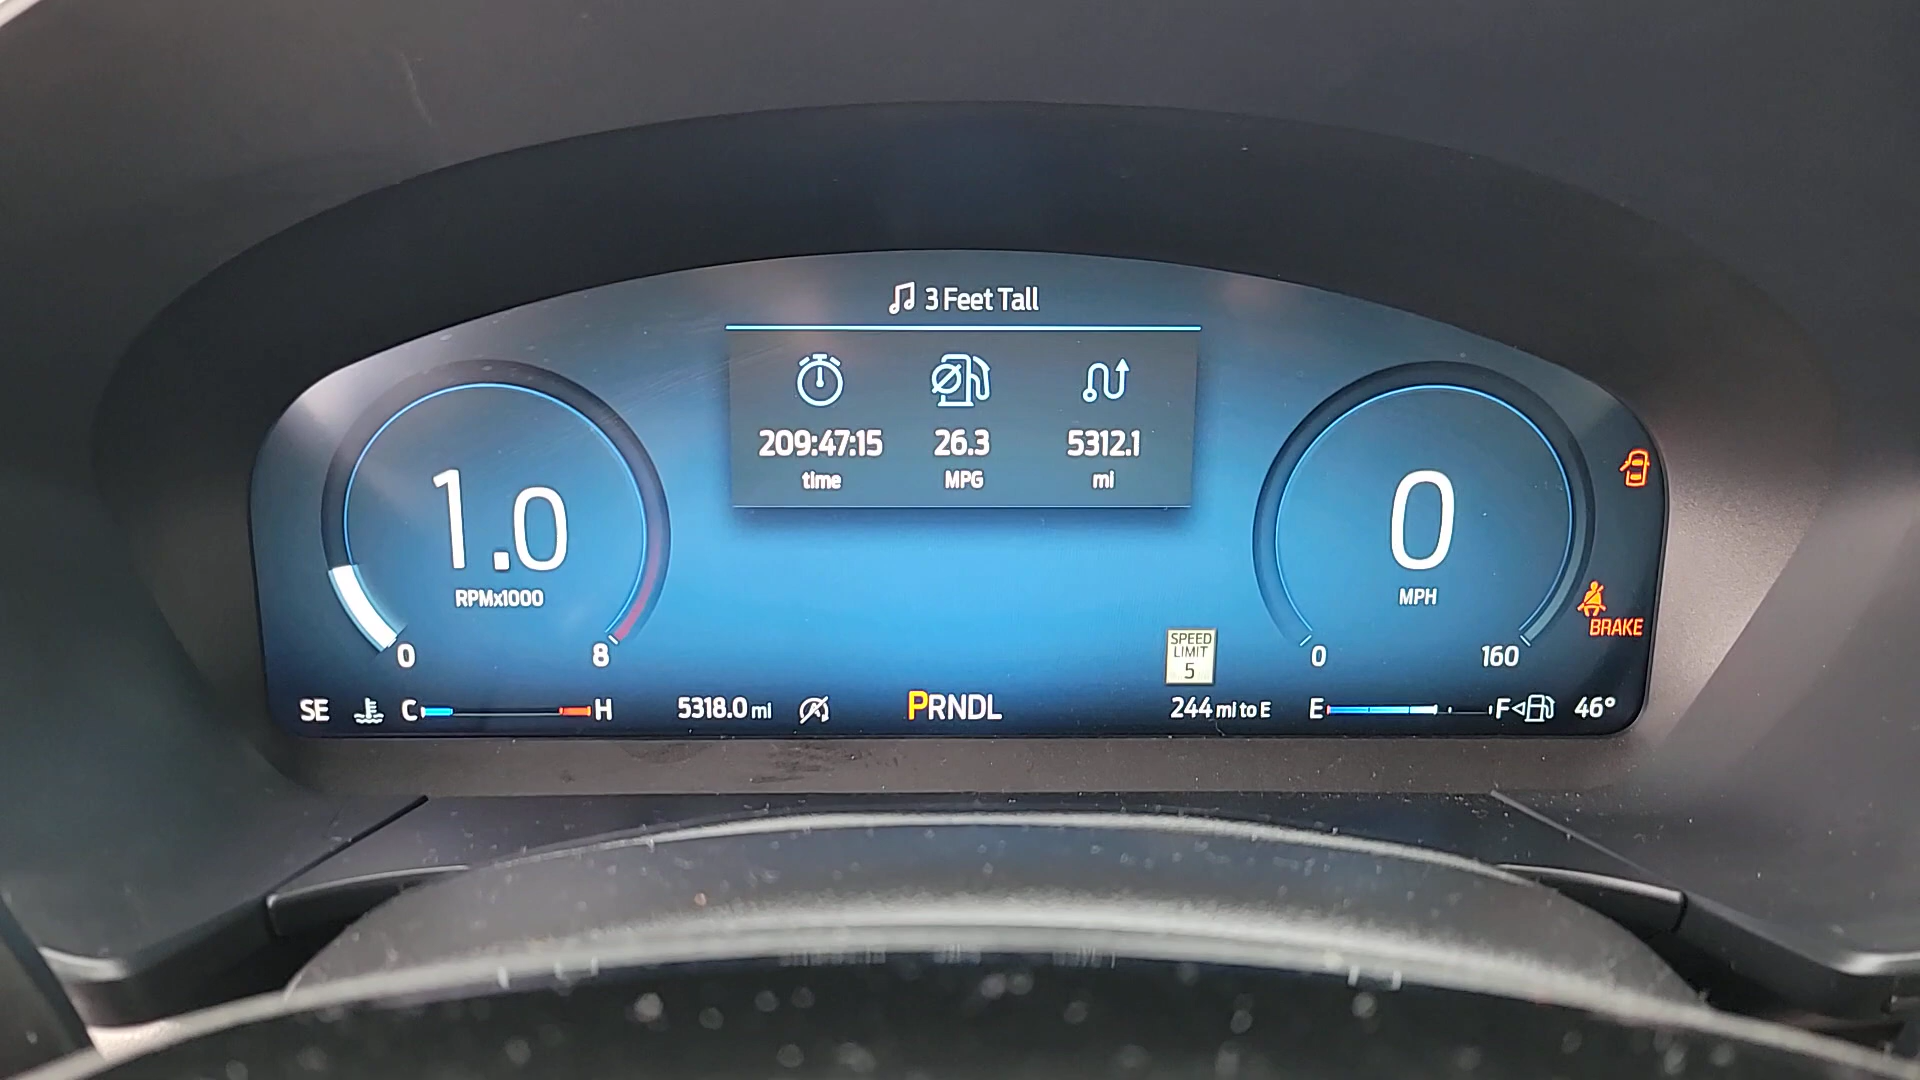 3 Feet Tall
209:47:15 26.3 5312.1
time MPG mi
1.0
RPMx1000
0 8
0
MPH
0 160
BRAKE
SPEED
LIMIT
5
SE C H 5318.0 mi PRNDL 244 mi to E E F 46°